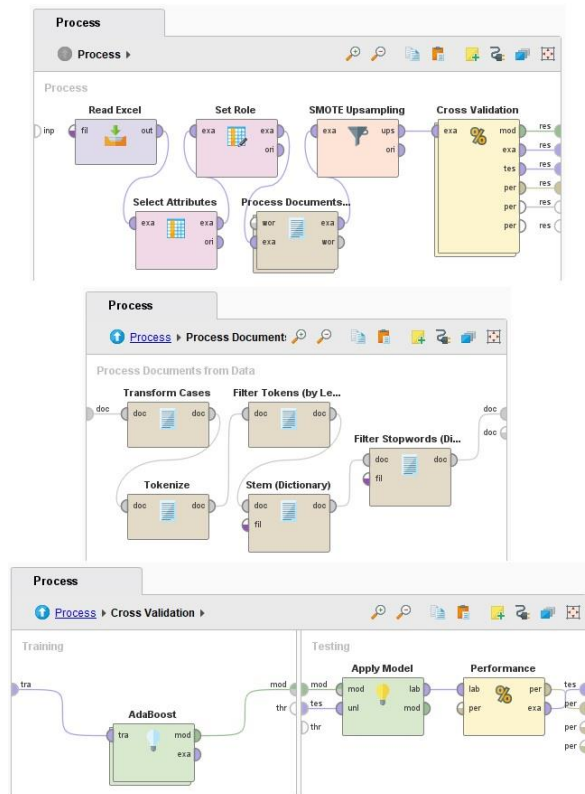 Process
Process
Process
inp
Read Excel
fil
out
Set Role
exa
exa
ori
SMOTE Upsampling
exa
ups
ori
Cross Validation
exa
mod
exa
tes
per
per
per
res
res
res
res
res
res
Select Attributes
exa
exa
ori
Process Documents...
wor
exa
exa
wor
Process
Process Process Document:
Process Documents from Data
doc
Transform Cases
doc
doc
Filter Tokens (by Le...
doc
doc
Filter Stopwords (Di...
doc
fil
doc
doc
doc
Tokenize
doc
doc
Stem (Dictionary)
doc
fil
doc
Process
Process Cross Validation
Training
tra
AdaBoost
tra
mod
exa
mod
thr
Testing
mod
tes
thr
Apply Model
mod
unl
lab
mod
Performance
lab
per
per
exa
tes
per
per
per